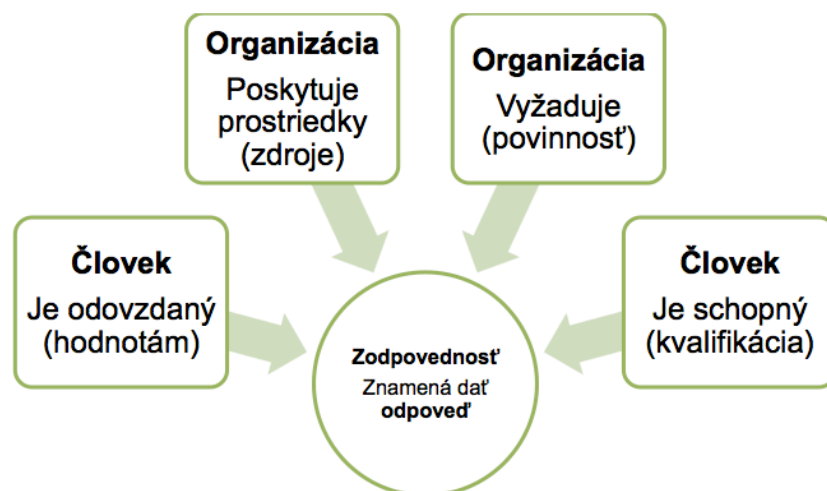 Organizácia
Poskytuje
prostriedky
(zdroje)
Organizácia
Vyžaduje
(povinnosť)
Človek
Je odovzdaný
(hodnotám)
Zodpovednosť
Znamená dať
odpoveď
Človek
Je schopný
(kvalifikácia)